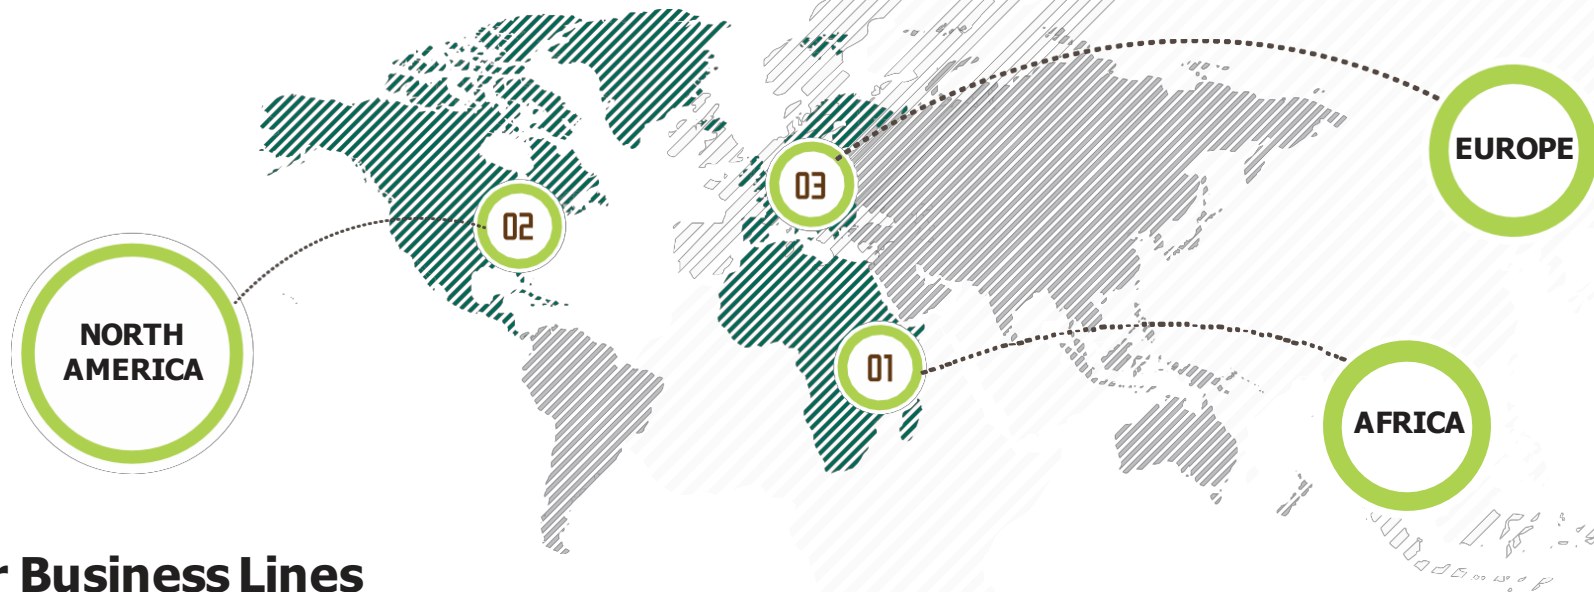 EUROPE
03
02
NORTH
AMERICA
01
AFRICA
Business Lines